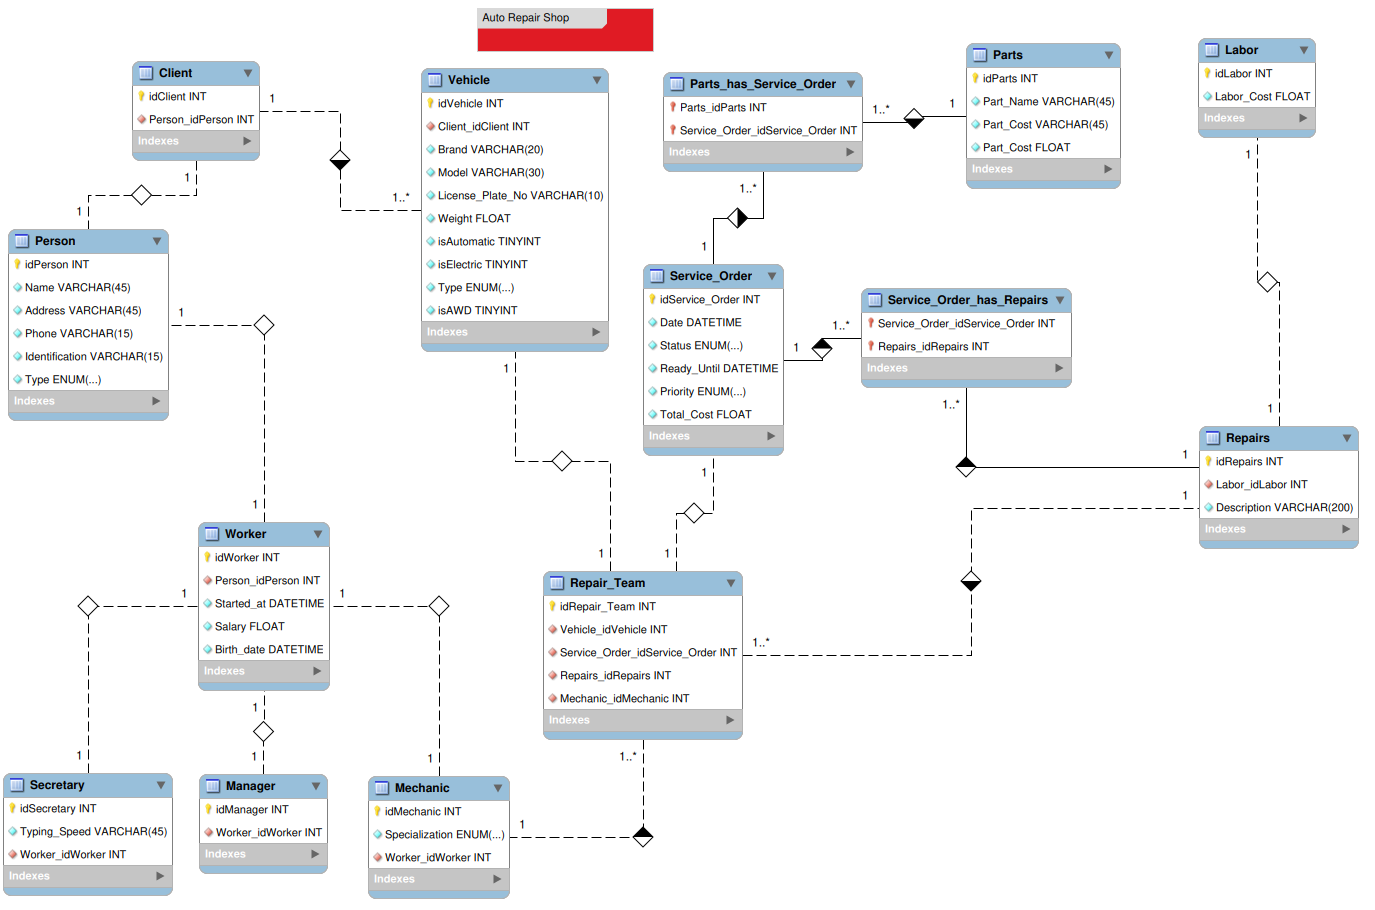 Auto Repair Shop
Client
idClient INT
Person_idPerson INT
Indexes
Vehicle
idVehicle INT
Client_idClient INT
Brand VARCHAR(20)
Model VARCHAR(30)
License_Plate_No VARCHAR(10)
Weight FLOAT
isAutomatic TINYINT
isElectric TINYINT
Type ENUM(...)
isAWD TINYINT
Indexes
Parts_has_Service_Order
Parts_idParts INT
Service_Order_idService_Order INT
Indexes
Parts
idParts INT
Part_Name VARCHAR(45)
Part_Cost VARCHAR(45)
Part_Cost FLOAT
Indexes
Labor
idLabor INT
Labor_Cost FLOAT
Indexes
1
1..*
1..*
1
1
1
1
1..*
1
Person
idPerson INT
Name VARCHAR(45)
Address VARCHAR(45)
Phone VARCHAR(15)
Identification VARCHAR(15)
Type ENUM(...)
Indexes
Service_Order
idService_Order INT
Date DATETIME
Status ENUM(...)
Ready_Until DATETIME
Priority ENUM(...)
Total_Cost FLOAT
Indexes
Service_Order_has_Repairs
Service_Order_idService_Order INT
Repairs_idRepairs INT
Indexes
1
1
1..*
1
1..*
1
1
1
Repairs
idRepairs INT
Labor_idLabor INT
Description VARCHAR(200)
Indexes
1
1
1
1
1
Worker
idWorker INT
Person_idPerson INT
Started_at DATETIME
Salary FLOAT
Birth_date DATETIME
Indexes
Repair_Team
idRepair_Team INT
Vehicle_idVehicle INT
Service_Order_idService_Order INT
Repairs_idRepairs INT
Mechanic_idMechanic INT
Indexes
1
1
1..*
1
1
1
1
1..*
Secretary
idSecretary INT
Typing_Speed VARCHAR(45)
Worker_idWorker INT
Indexes
Manager
idManager INT
Worker_idWorker INT
Indexes
Mechanic
idMechanic INT
Specialization ENUM(...)
Worker_idWorker INT
Indexes
1